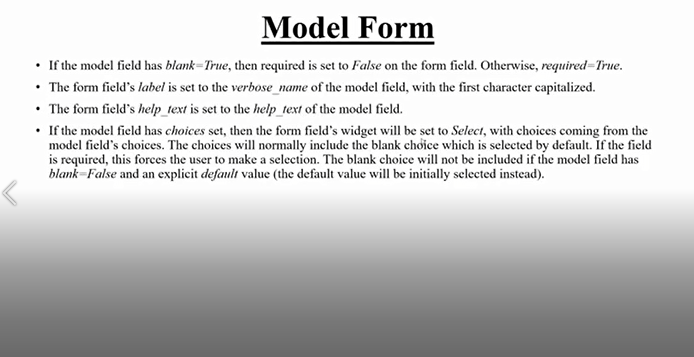 Model Form
• If the model field has blank=True, then required is set to False on the form field. Otherwise, required=True.
• The form field's label is set to the verbose_name of the model field, with the first character capitalized.
• The form field's help_text is set to the help_text of the model field.
• If the model field has choices set, then the form field's widget will be set to Select, with choices coming from the
model field's choices. The choices will normally include the blank choice which is selected by default. If the field
is required, this forces the user to make a selection. The blank choice will not be included if the model field has
blank=False and an explicit default value (the default value will be initially selected instead).